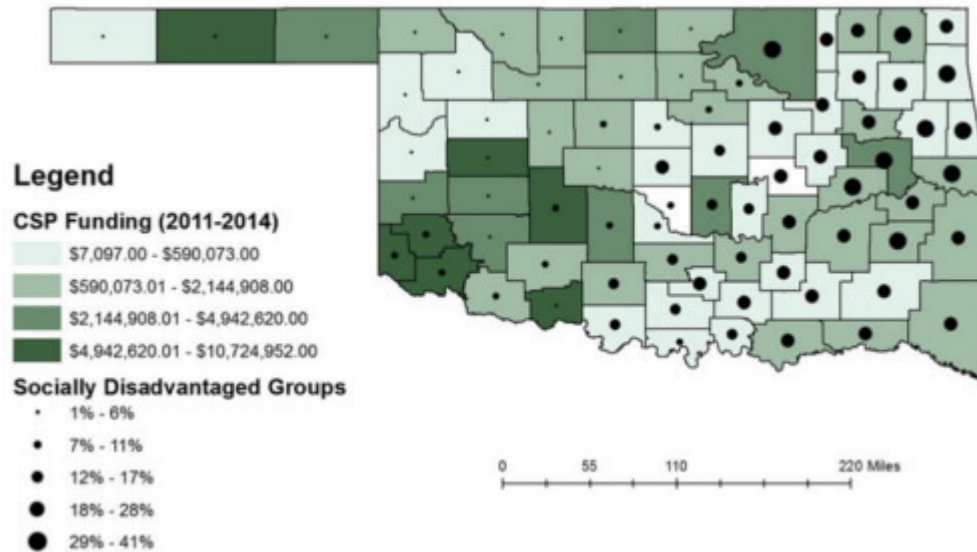 Legend
CSP Funding (2011-2014)
$7,097.00 - $590,073.00
$590,073.01 - $2,144,908.00
$2,144,908.01 - $4,942,620.00
$4,942,620.01 - $10,724,952.00
Socially Disadvantaged Groups
1% - 6%
7% - 11%
12% - 17%
18% - 28%
29% - 41%
0 55 110 220 Miles